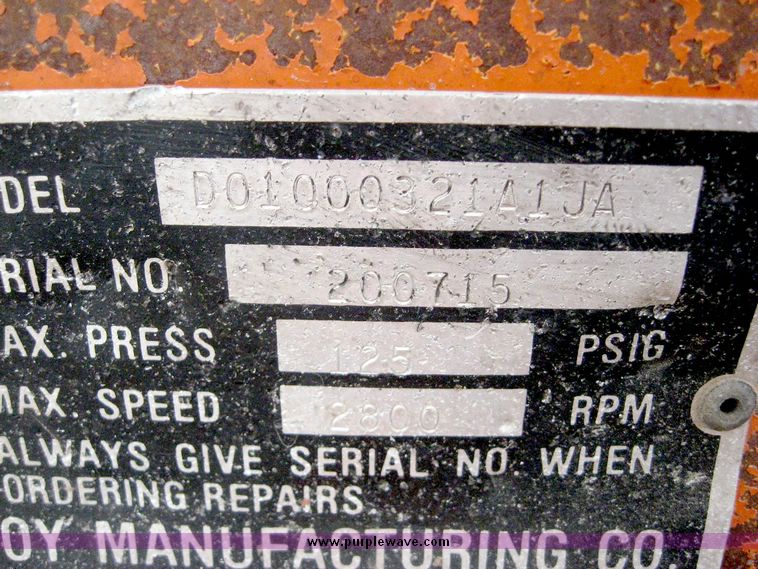 DEL D01000321A1JA
RIAL NO. 200715
AX. PRESS 125 PSIG
MAX. SPEED 2800 RPM
ALWAYS GIVE SERIAL NO. WHEN
ORDERING REPAIRS.
OY MANUFACTURING CO.
www.purplewave.com